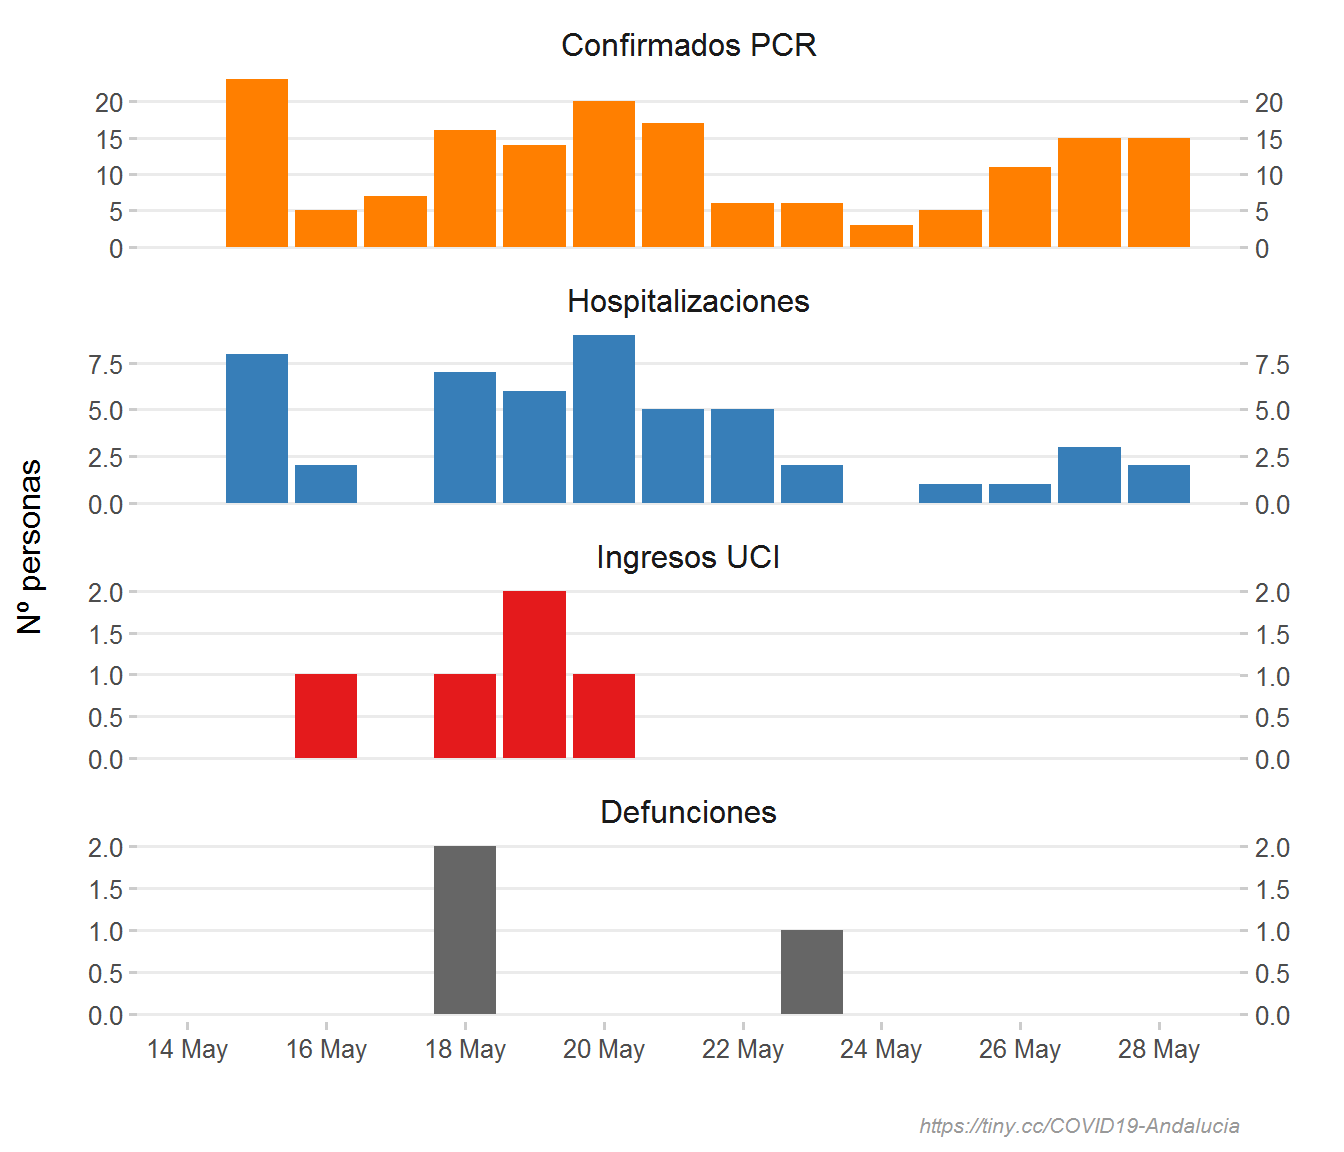 Confirmados PCR
20 20
15 15
10 10
5 5
0 0
Hospitalizaciones
7.5 7.5
5.0 5.0
2.5 2.5
0.0 0.0
Nº personas
Ingresos UCI
2.0 2.0
1.5 1.5
1.0 1.0
0.5 0.5
0.0 0.0
Defunciones
2.0 2.0
1.5 1.5
1.0 1.0
0.5 0.5
0.0 0.0
14 May 16 May 18 May 20 May 22 May 24 May 26 May 28 May
https://tiny.cc/COVID19-Andalucia